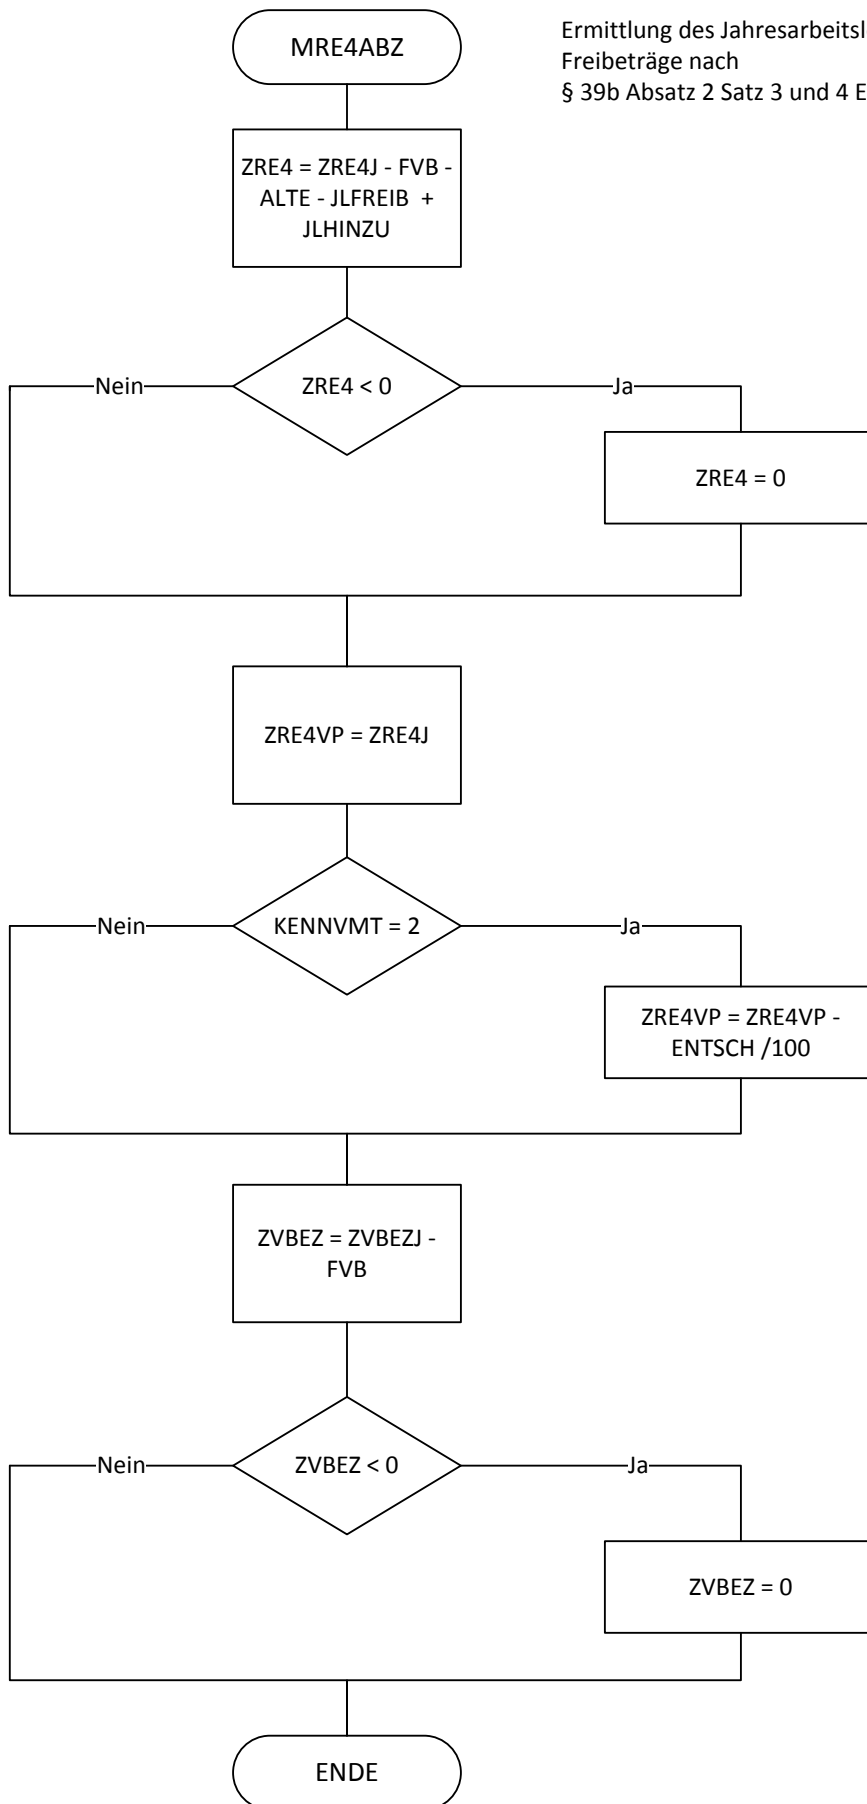 MRE4ABZ
Ermittlung des Jahresarbeitsl
Freibeträge nach
§ 39b Absatz 2 Satz 3 und 4 E
ZRE4 = ZRE4J - FVB -
ALTE - JLFREIB + 
JLHINZU
Nein
ZRE4 < 0
Ja
ZRE4 = 0
ZRE4VP = ZRE4J
Nein
KENNVMT = 2
Ja
ZRE4VP = ZRE4VP -
ENTSCH /100
ZVBEZ = ZVBEZJ -
FVB
Nein
ZVBEZ < 0
Ja
ZVBEZ = 0
ENDE